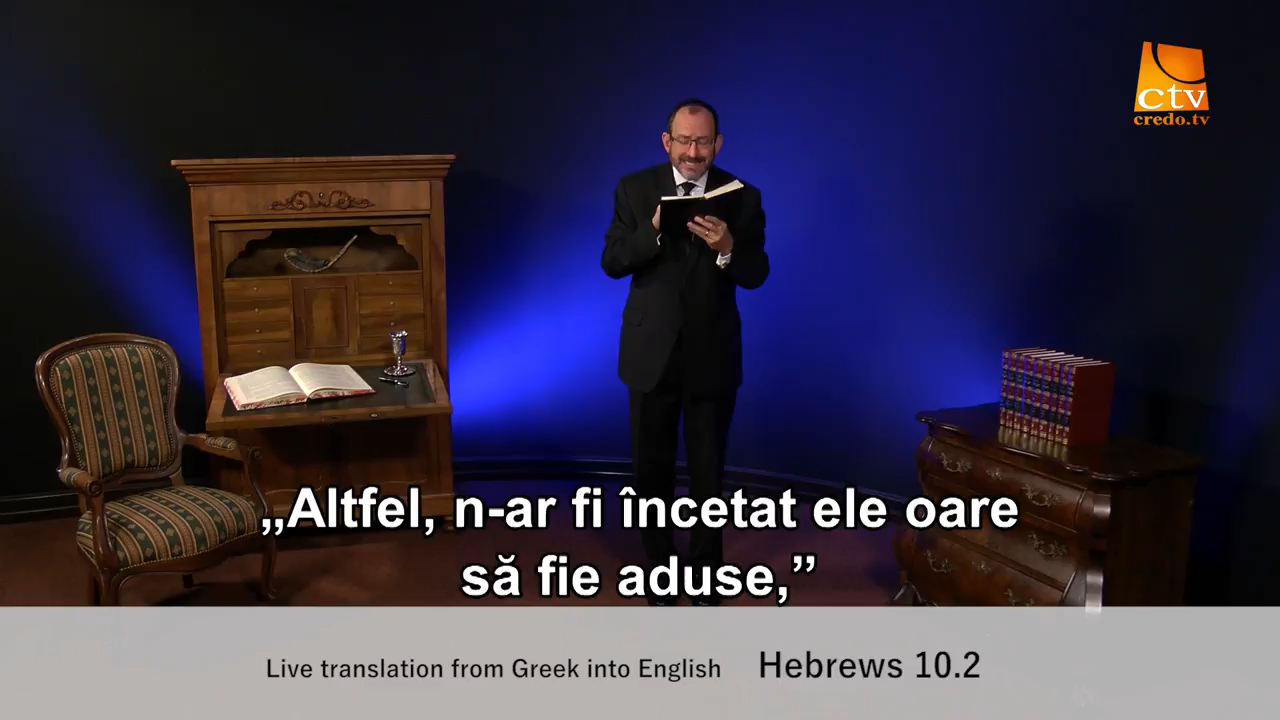 ctv
credo.tv
„Altfel, n-ar fi încetat ele oare
să fie aduse,”
Live translation from Greek into English Hebrews 10.2